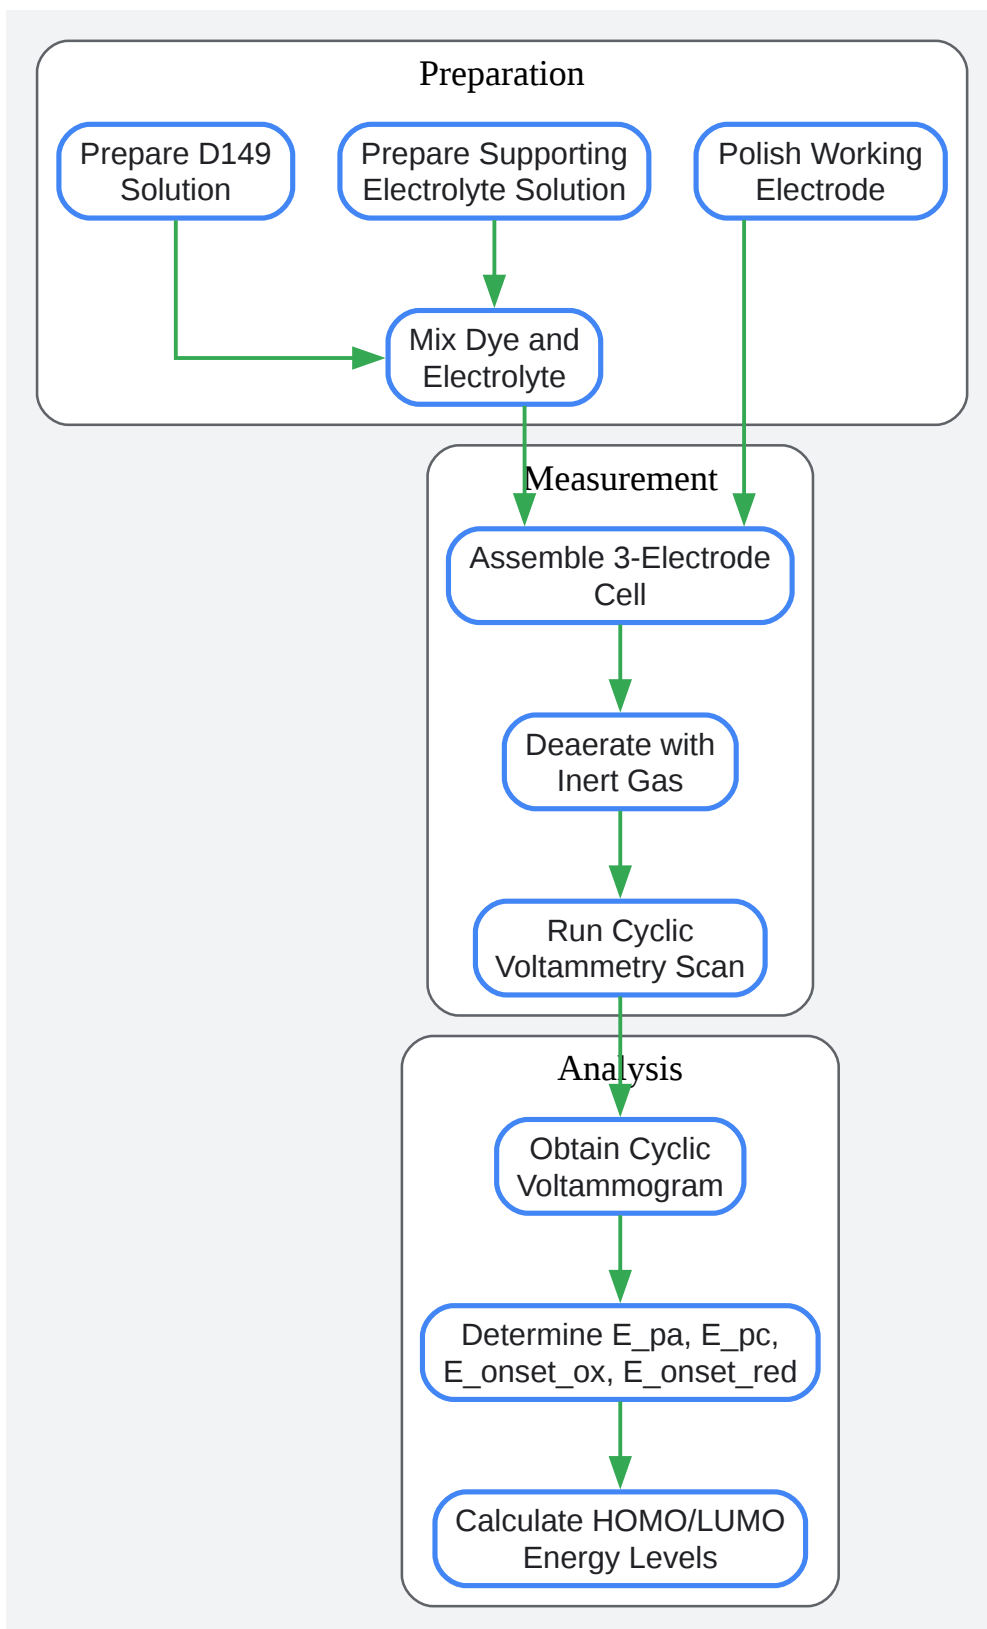 Preparation
Prepare D149
Solution
Prepare Supporting
Electrolyte Solution
Polish Working
Electrode
Mix Dye and
Electrolyte
Measurement
Assemble 3-Electrode
Cell
Deaerate with
Inert Gas
Run Cyclic
Voltammetry Scan
Analysis
Obtain Cyclic
Voltammogram
Determine E_pa, E_pc,
E_onset_ox, E_onset_red
Calculate HOMO/LUMO
Energy Levels